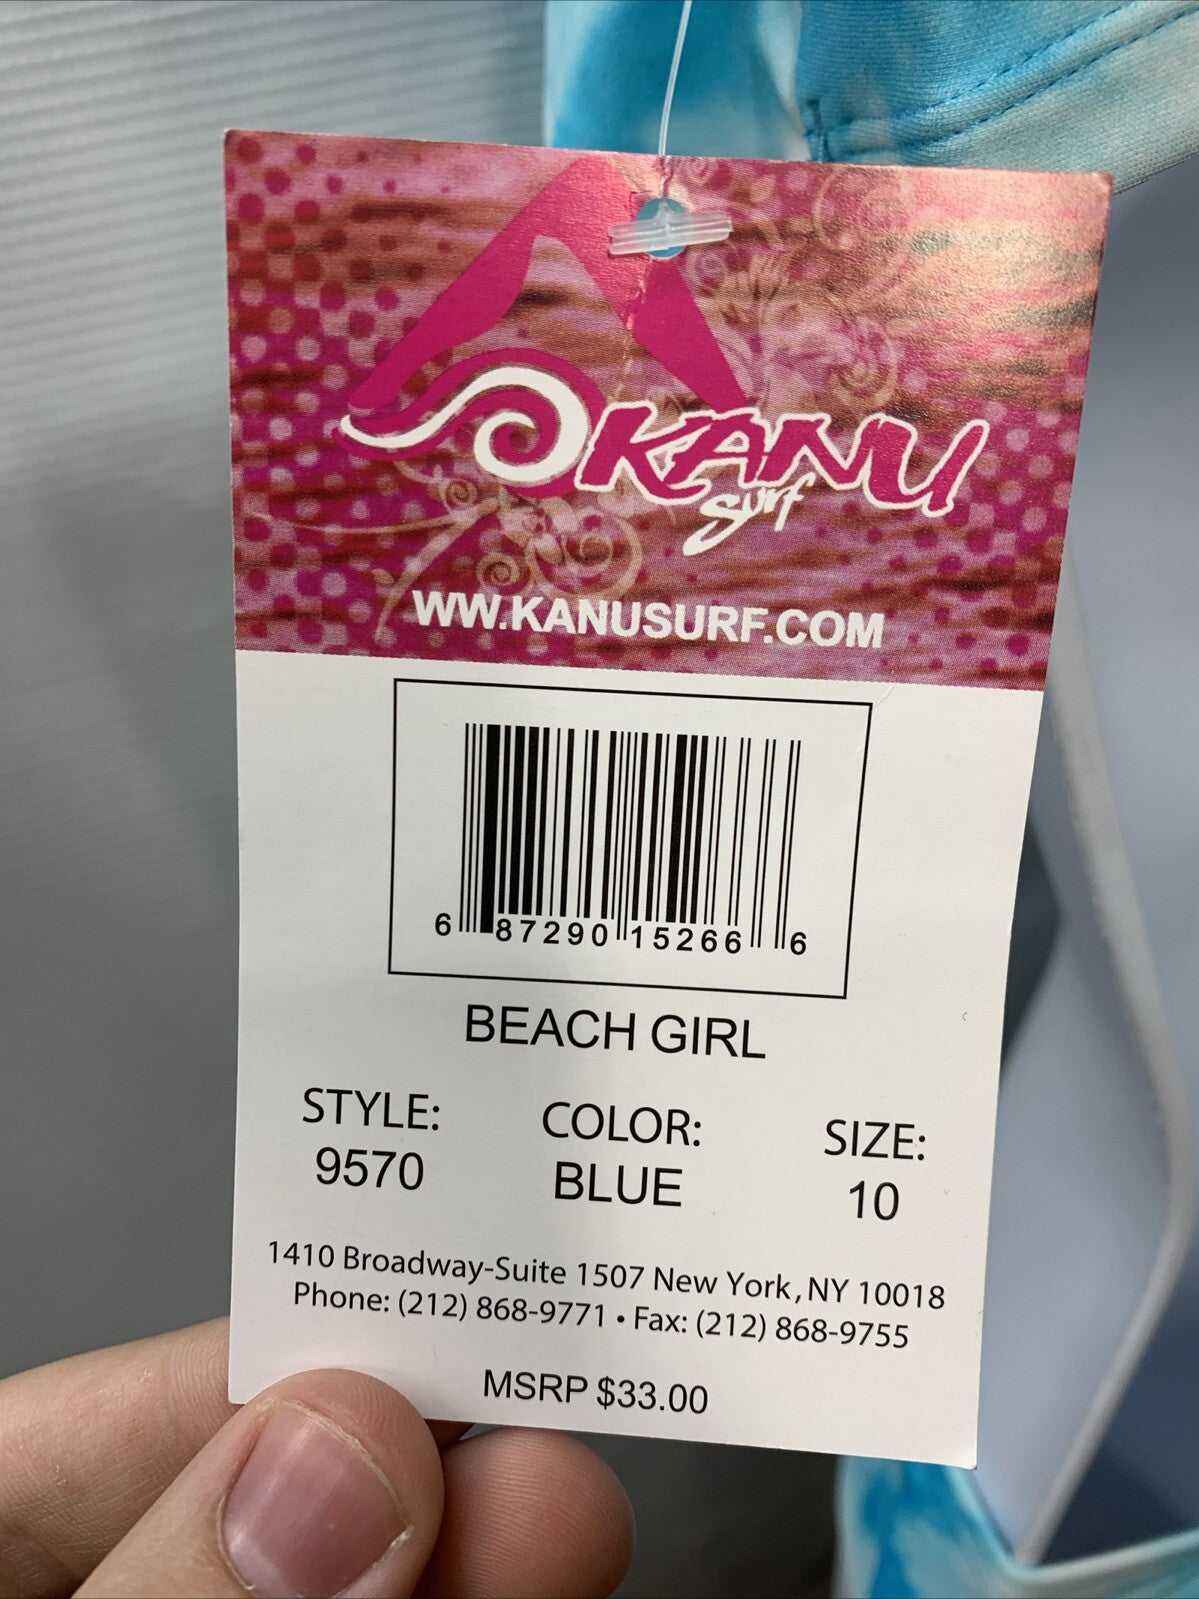 KANU
Surf
WW.KANUSURF.COM
6 87290 15266 6
BEACH GIRL
STYLE: COLOR: SIZE:
9570 BLUE 10
1410 Broadway-Suite 1507 New York, NY 10018
Phone: (212) 868-9771 • Fax: (212) 868-9755
MSRP $33.00